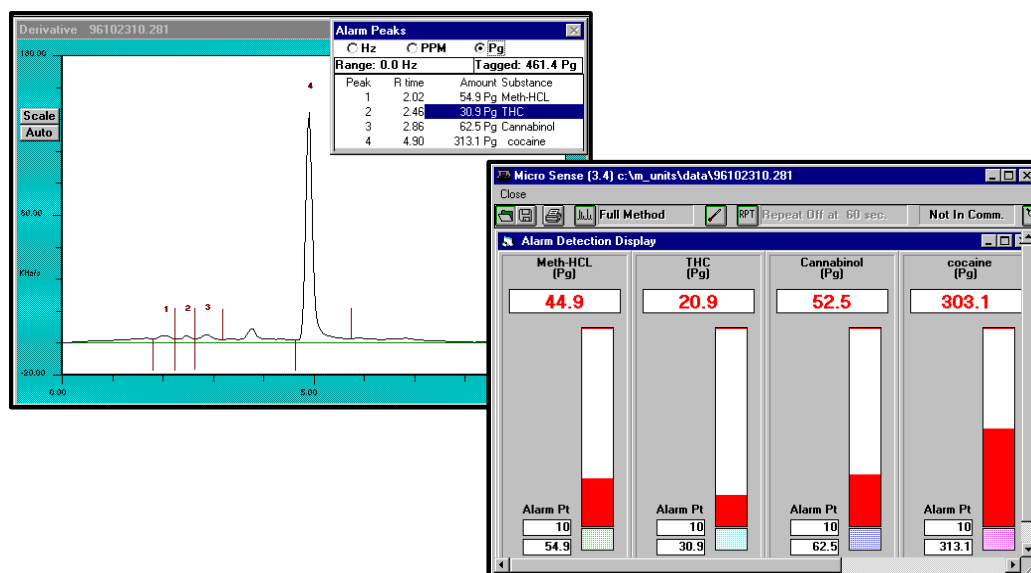 Derivative 96102310.281
180.00
80.00
KHz/s
-20.00
0.00
5.00
Scale
Auto
1
2
3
4
Alarm Peaks
Hz PPM Pg
Range: 0.0 Hz Tagged: 461.4 Pg
Peak R time Amount Substance
1 2.02 54.9 Pg Meth-HCL
2 2.46 30.9 Pg THC
3 2.86 62.5 Pg Cannabinol
4 4.90 313.1 Pg cocaine
Micro Sense (3.4) c:\m_units\data\96102310.281
Close
Full Method RPT Repeat Off at 60 sec. Not In Comm.
Alarm Detection Display
Meth-HCL THC Cannabinol cocaine
(Pg) (Pg) (Pg) (Pg)
44.9 20.9 52.5 303.1
Alarm Pt Alarm Pt Alarm Pt Alarm Pt
10 10 10 10
54.9 30.9 62.5 313.1